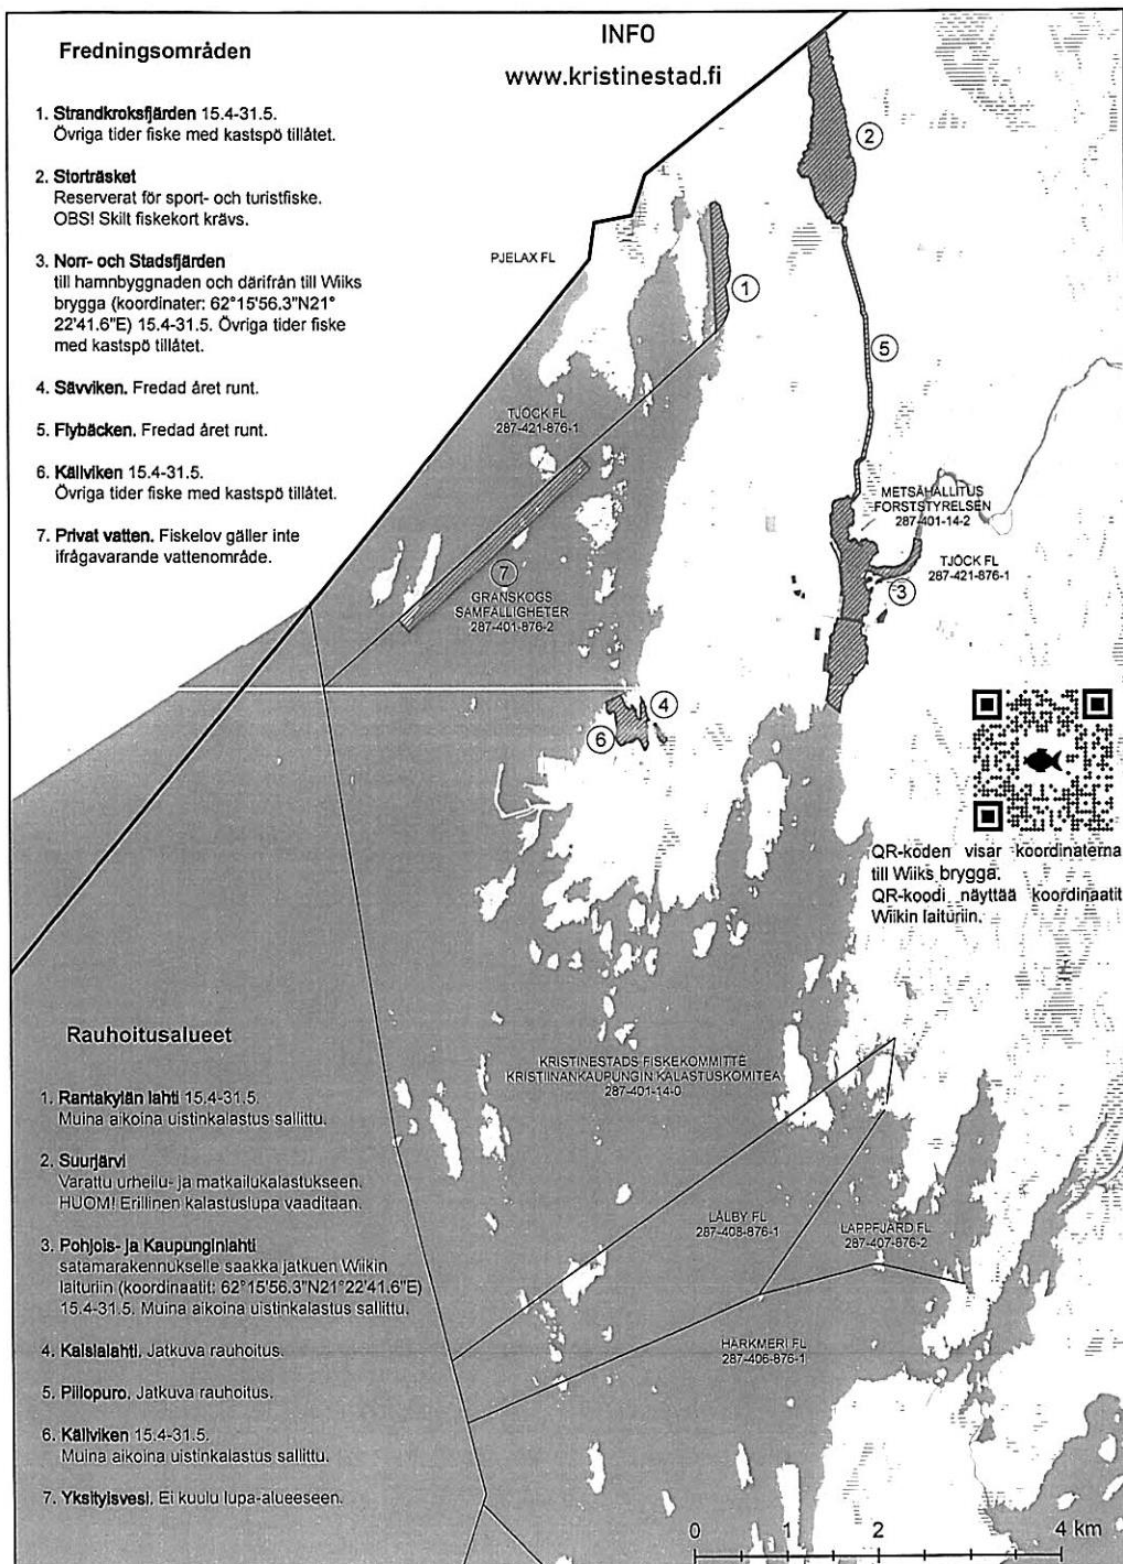 Fredningsområden
1. Strandkroksfjärden 15.4-31.5.
Övriga tider fiske med kastspö tillåtet.
2. Storträsket
Reserverat för sport- och turistfiske.
OBS! Skilt fiskekort krävs.
3. Norr- och Stadsfjärden
till hamnbyggnaden och därifrån till Wiiks
brygga (koordinater: 62°15'56.3"N21°
22'41.6"E) 15.4-31.5. Övriga tider fiske
med kastspö tillåtet.
4. Sävviken. Fredad året runt.
5. Flybäcken. Fredad året runt.
6. Källviken 15.4-31.5.
Övriga tider fiske med kastspö tillåtet.
7. Privat vatten. Fiskelov gäller inte
ifrågavarande vattenområde.
INFO
www.kristinestad.fi
2
PJELAX FL
1
5
TJÖCK FL
287-421-876-1
METSÄHALLITUS
FORSTSTYRELSEN
287-401-14-2
TJÖCK FL
287-421-876-1
3
7
GRANSKOGS
SAMFÄLLIGHETER
287-401-876-2
4
6
QR-koden visar koordinaterna
till Wiiks brygga.
QR-koodi näyttää koordinaatit
Wiikin laituriin.
KRISTINESTADS FISKEKOMMITTÉ
KRISTIINANKAUPUNGIN KALASTUSKOMITEA
287-401-14-0
LÅLBY FL
287-408-876-1
LAPPFJÄRD FL
287-407-876-2
HÄRKMERI FL
287-406-876-1
Rauhoitusalueet
1. Rantakylän lahti 15.4-31.5.
Muina aikoina uistinkalastus sallittu.
2. Suurjärvi
Varattu urheilu- ja matkailukalastukseen.
HUOM! Erillinen kalastuslupa vaaditaan.
3. Pohjois- ja Kaupunginlahti
satamarakennukselle saakka jatkuen Wiikin
laituriin (koordinaatit: 62°15'56.3"N21°22'41.6"E)
15.4-31.5. Muina aikoina uistinkalastus sallittu.
4. Kaislalahti. Jatkuva rauhoitus.
5. Pillopuro. Jatkuva rauhoitus.
6. Källviken 15.4-31.5.
Muina aikoina uistinkalastus sallittu.
7. Yksityisvesi. Ei kuulu lupa-alueeseen.
0 1 2 4 km